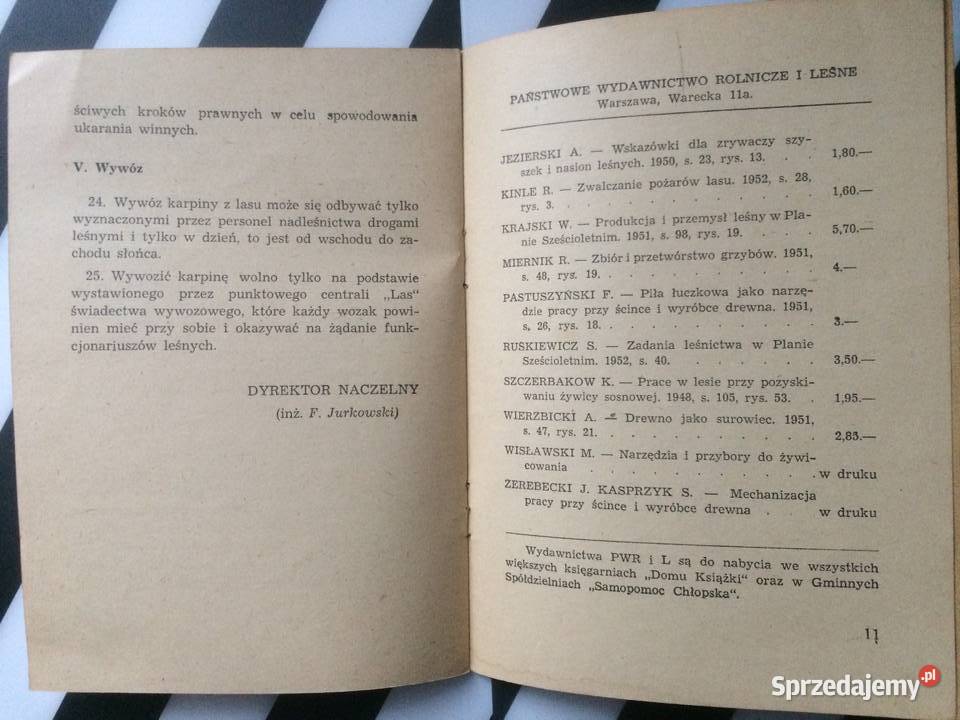 ściwych kroków prawnych w celu spowodowania
ukarania winnych.
V. Wywóz
24. Wywóz karpiny z lasu może się odbywać tylko
wyznaczonymi przez personel nadleśnictwa drogami
leśnymi i tylko w dzień, to jest od wschodu do za-
chodu słońca.
25. Wywozić karpinę wolno tylko na podstawie
wystawionego przez punktowego centrali „Las"
świadectwa wywozowego, które każdy wozak powi-
nien mieć przy sobie i okazywać na żądanie funk-
cjonariuszów leśnych.
DYREKTOR NACZELNY
(inż. F. Jurkowski)
PAŃSTWOWE WYDAWNICTWO ROLNICZE I LEŚNE
Warszawa, Warecka 11a.
JEZIERSKI A. — Wskazówki dla zrywaczy szy-
szek i nasion leśnych. 1950, s. 23, rys. 13. . . 1,80.—
KINLE R. — Zwalczanie pożarów lasu. 1952, s. 28,
rys. 3. . . . . . . . . . . . 1,60.—
KRAJSKI W. — Produkcja i przemysł leśny w Pla-
nie Sześcioletnim. 1951, s. 98, rys. 19. . . . 5,70.—
MIERNIK R. — Zbiór i przetwórstwo grzybów. 1951,
s. 48, rys. 19. . . . . . . . . . 4.—
PASTUSZYŃSKI F. — Piła łuczkowa jako narzę-
dzie pracy przy ścince i wyróbce drewna. 1951,
s. 26, rys. 18. . . . . . . . . . 3.—
RUŚKIEWICZ S. — Zadania leśnictwa w Planie
Sześcioletnim. 1952, s. 40. . . . . . . 3,50.—
SZCZERBAKOW K. — Prace w lesie przy pozyski-
waniu żywicy sosnowej. 1948, s. 105, rys. 53. . 1,95.—
WIERZBICKI A. — Drewno jako surowiec. 1951,
s. 47, rys. 21. . . . . . . . . . 2,85.—
WISŁAWSKI M. — Narzędzia i przybory do żywi-
cowania . . . . . . . . . . w druku
ZEREBECKI J. KASPRZYK S. — Mechanizacja
pracy przy ścince i wyróbce drewna . . w druku
Wydawnictwa PWR i L są do nabycia we wszystkich
większych księgarniach „Domu Książki" oraz w Gminnych
Spółdzielniach „Samopomoc Chłopska".
11
Sprzedajemy.pl